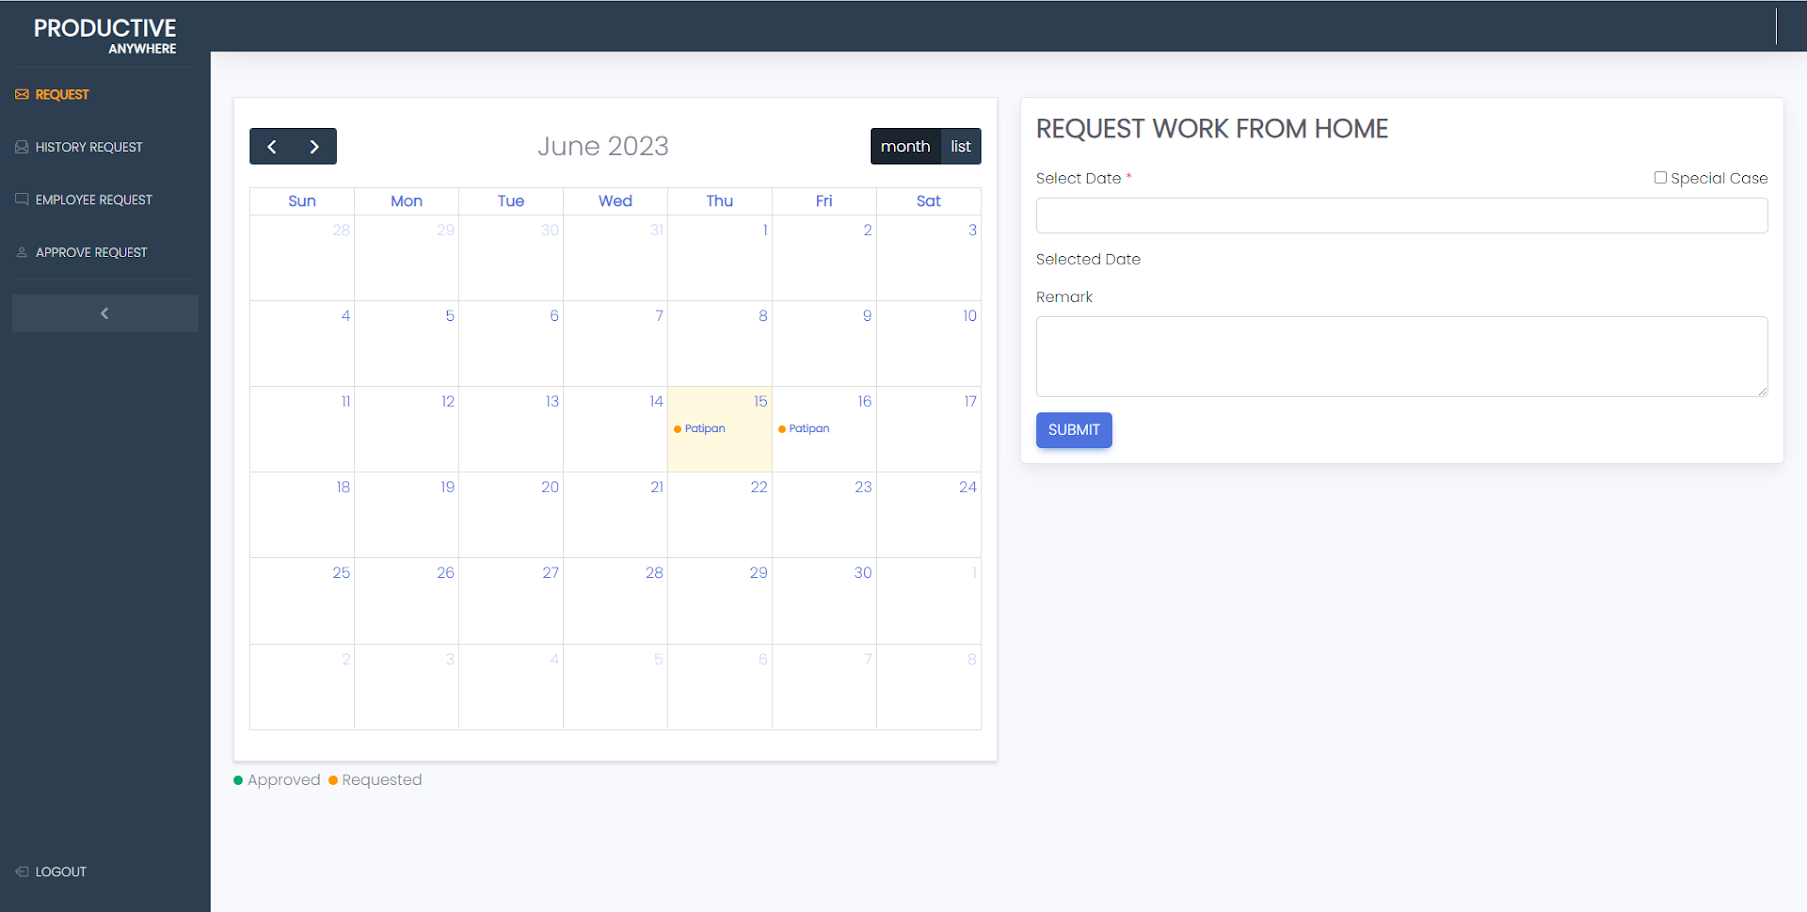 PRODUCTIVE
ANYWHERE
REQUEST
HISTORY REQUEST
EMPLOYEE REQUEST
APPROVE REQUEST
LOGOUT
June 2023
month list
Sun Mon Tue Wed Thu Fri Sat
28 29 30 31 1 2 3
4 5 6 7 8 9 10
11 12 13 14 15 16 17
Patipan Patipan
18 19 20 21 22 23 24
25 26 27 28 29 30 1
2 3 4 5 6 7 8
Approved Requested
REQUEST WORK FROM HOME
Select Date * Special Case
Selected Date
Remark
SUBMIT